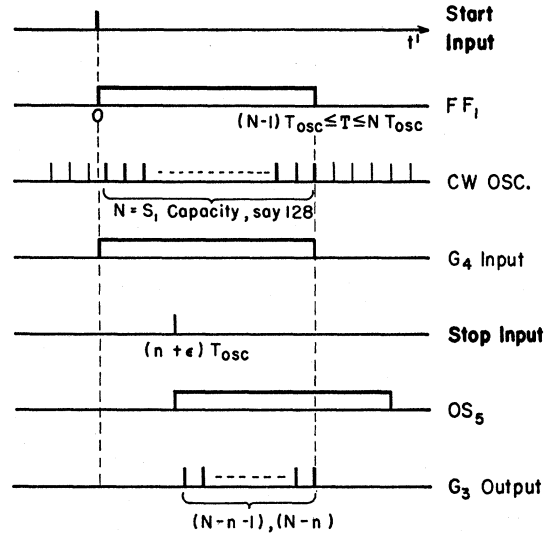 Start
t' Input
FF₁
O
(N-1) Tosc ≤ T ≤ N Tosc
CW OSC.
N = S₁ Capacity, say 128
G₄ Input
Stop Input
(n + ϵ) Tosc
OS₅
G₃ Output
(N-n-1), (N-n)